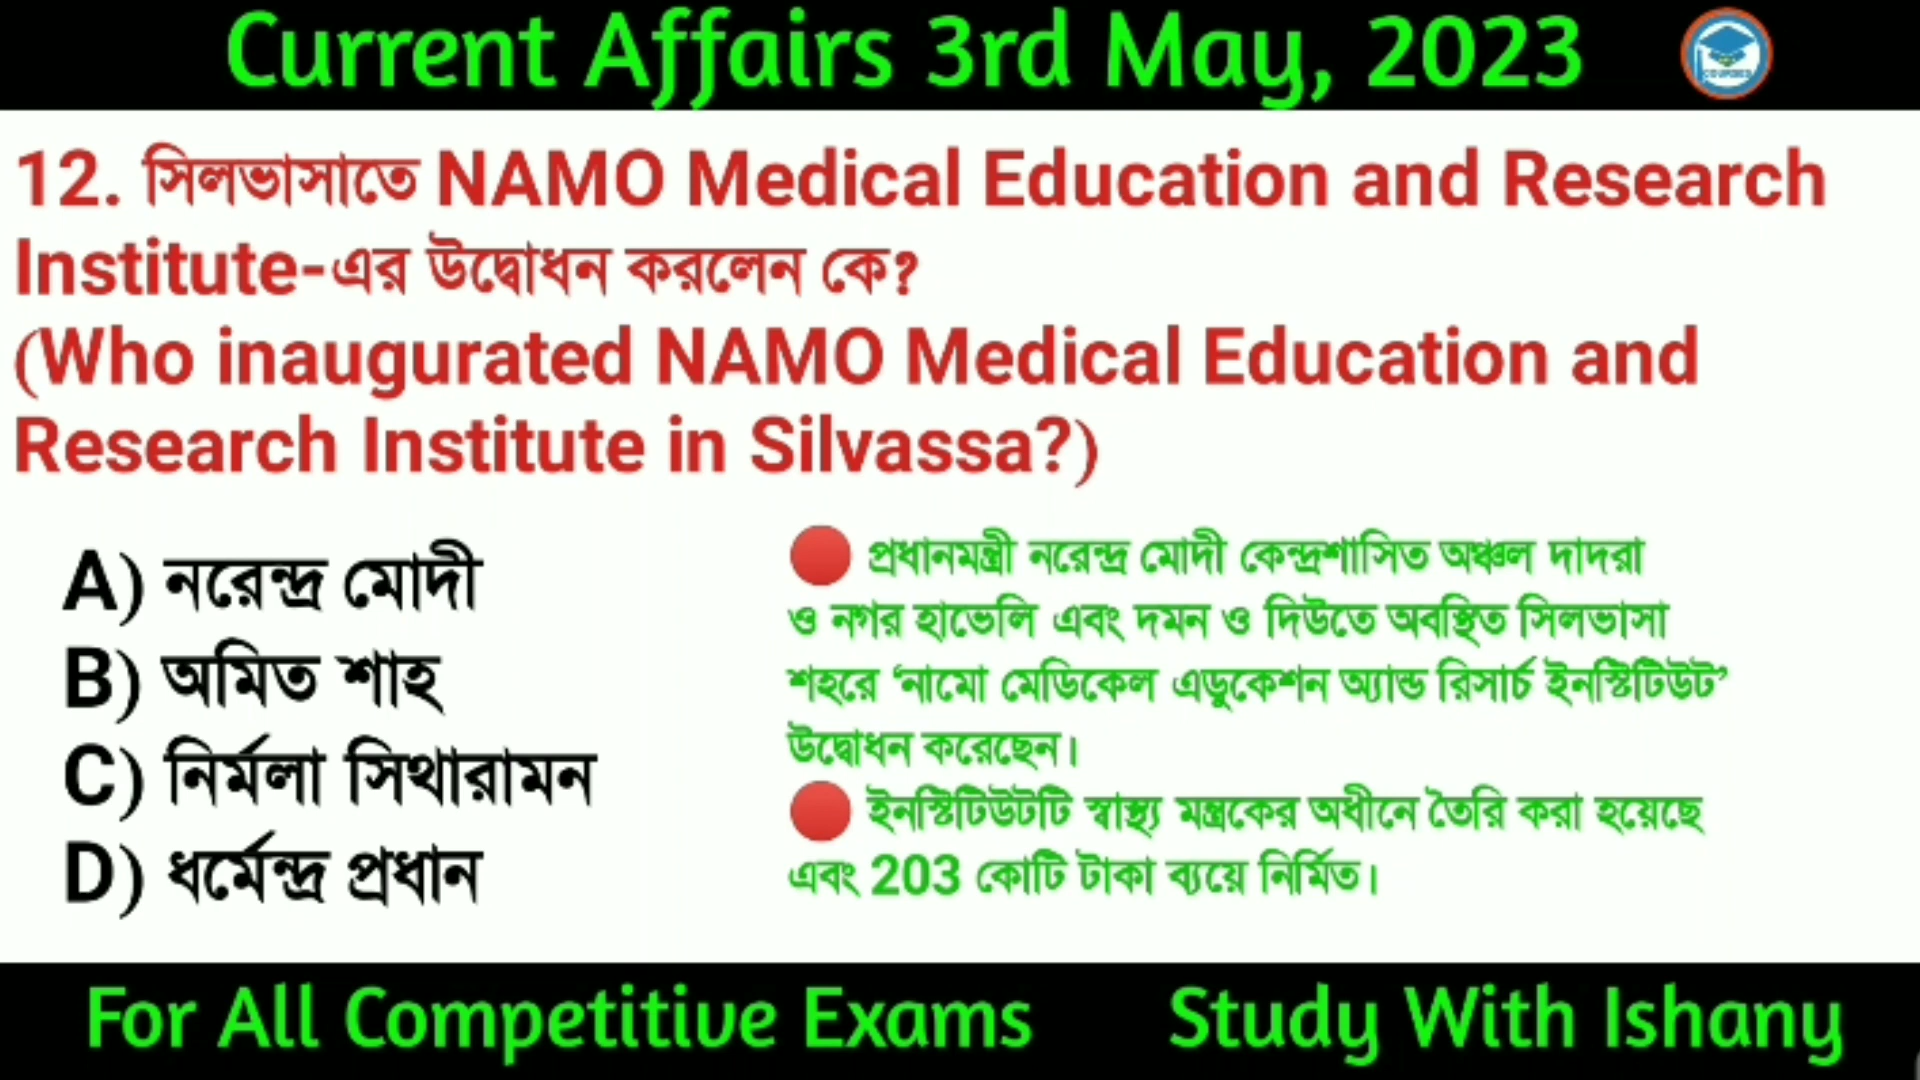 Current Affairs 3rd May, 2023
12. সিলভাসাতে NAMO Medical Education and Research
Institute-এর উদ্বোধন করলেন কে?
(Who inaugurated NAMO Medical Education and
Research Institute in Silvassa?)
A) নরেন্দ্র মোদী
B) অমিত শাহ
C) নির্মলা সিথারামন
D) ধর্মেন্দ্র প্রধান
প্রধানমন্ত্রী নরেন্দ্র মোদী কেন্দ্রশাসিত অঞ্চল দাদরা
ও নগর হাভেলি এবং দমন ও দিউতে অবস্থিত সিলভাসা
শহরে ‘নামো মেডিকেল এডুকেশন অ্যান্ড রিসার্চ ইনস্টিটিউট’
উদ্বোধন করেছেন।
ইনস্টিটিউটটি স্বাস্থ্য মন্ত্রকের অধীনে তৈরি করা হয়েছে
এবং 203 কোটি টাকা ব্যয়ে নির্মিত।
For All Competitive Exams
Study With Ishany